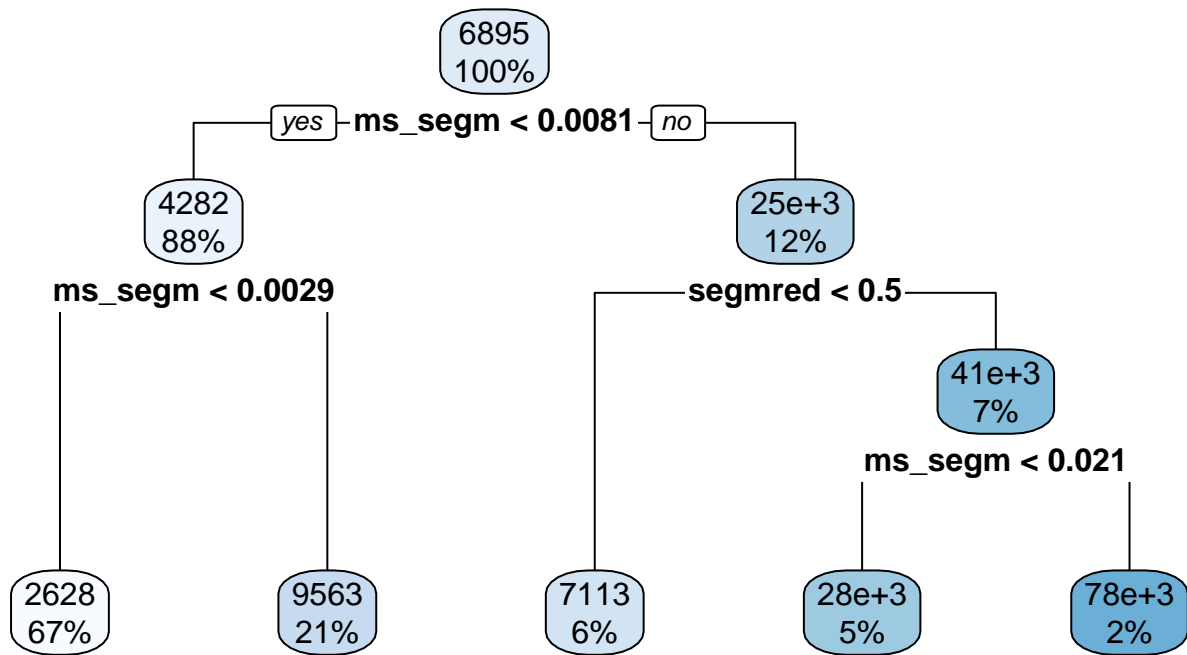 6895
100%
yes ms_segm < 0.0081 no
4282
88%
25e+3
12%
ms_segm < 0.0029
segmred < 0.5
41e+3
7%
ms_segm < 0.021
2628
67%
9563
21%
7113
6%
28e+3
5%
78e+3
2%